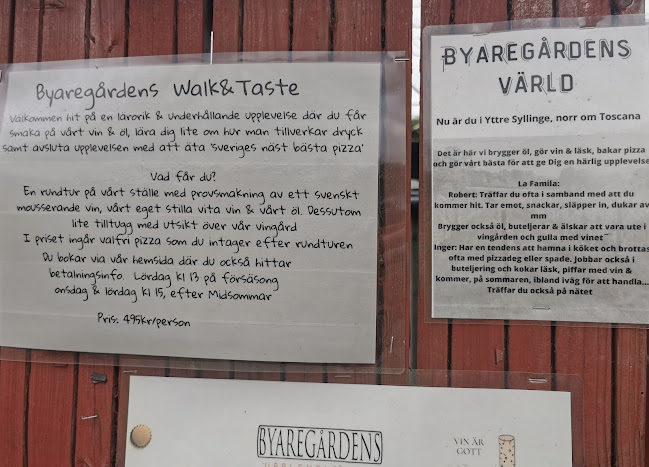 Byaregårdens Walk&Taste
Välkommen hit på en lärorik & underhållande upplevelse där du får
smaka på vårt vin & öl, lära dig lite om hur man tillverkar dryck
samt avsluta upplevelsen med att äta 'sveriges näst bästa pizza'
Vad får du?
En rundtur på vårt ställe med provsmakning av ett svenskt
mousserande vin, vårt eget stilla vita vin & vårt öl. Dessutom
lite tilltugg med utsikt över vår vingård
I priset ingår valfri pizza som du intager efter rundturen
Du bokar via vår hemsida där du också hittar
betalningsinfo. Lördag kl 13 på försäsong
onsdag & lördag kl 15, efter Midsommar
Pris: 495kr/person
BYAREGÅRDENS
VÄRLD
Nu är du i Yttre Syllinge, norr om Toscana
Det är här vi brygger öl, gör vin & läsk, bakar pizza
och gör vårt bästa för att ge Dig en härlig upplevelse
La Famila:
Robert: Träffar du ofta i samband med att du
kommer hit. Tar emot, snackar, släpper in, dukar av
mm
Brygger också öl, buteljerar & älskar att vara ute i
vingården och gulla med vinet
Inger: Har en tendens att hamna i köket och brottas
ofta med pizzadeg eller spade. Jobbar också i
buteljering och kokar läsk, piffar med vin &
kommer, på sommaren, ibland iväg för att handla...
Träffar du också på nätet
BYAREGÅRDENS
VIN ÄR
GOTT